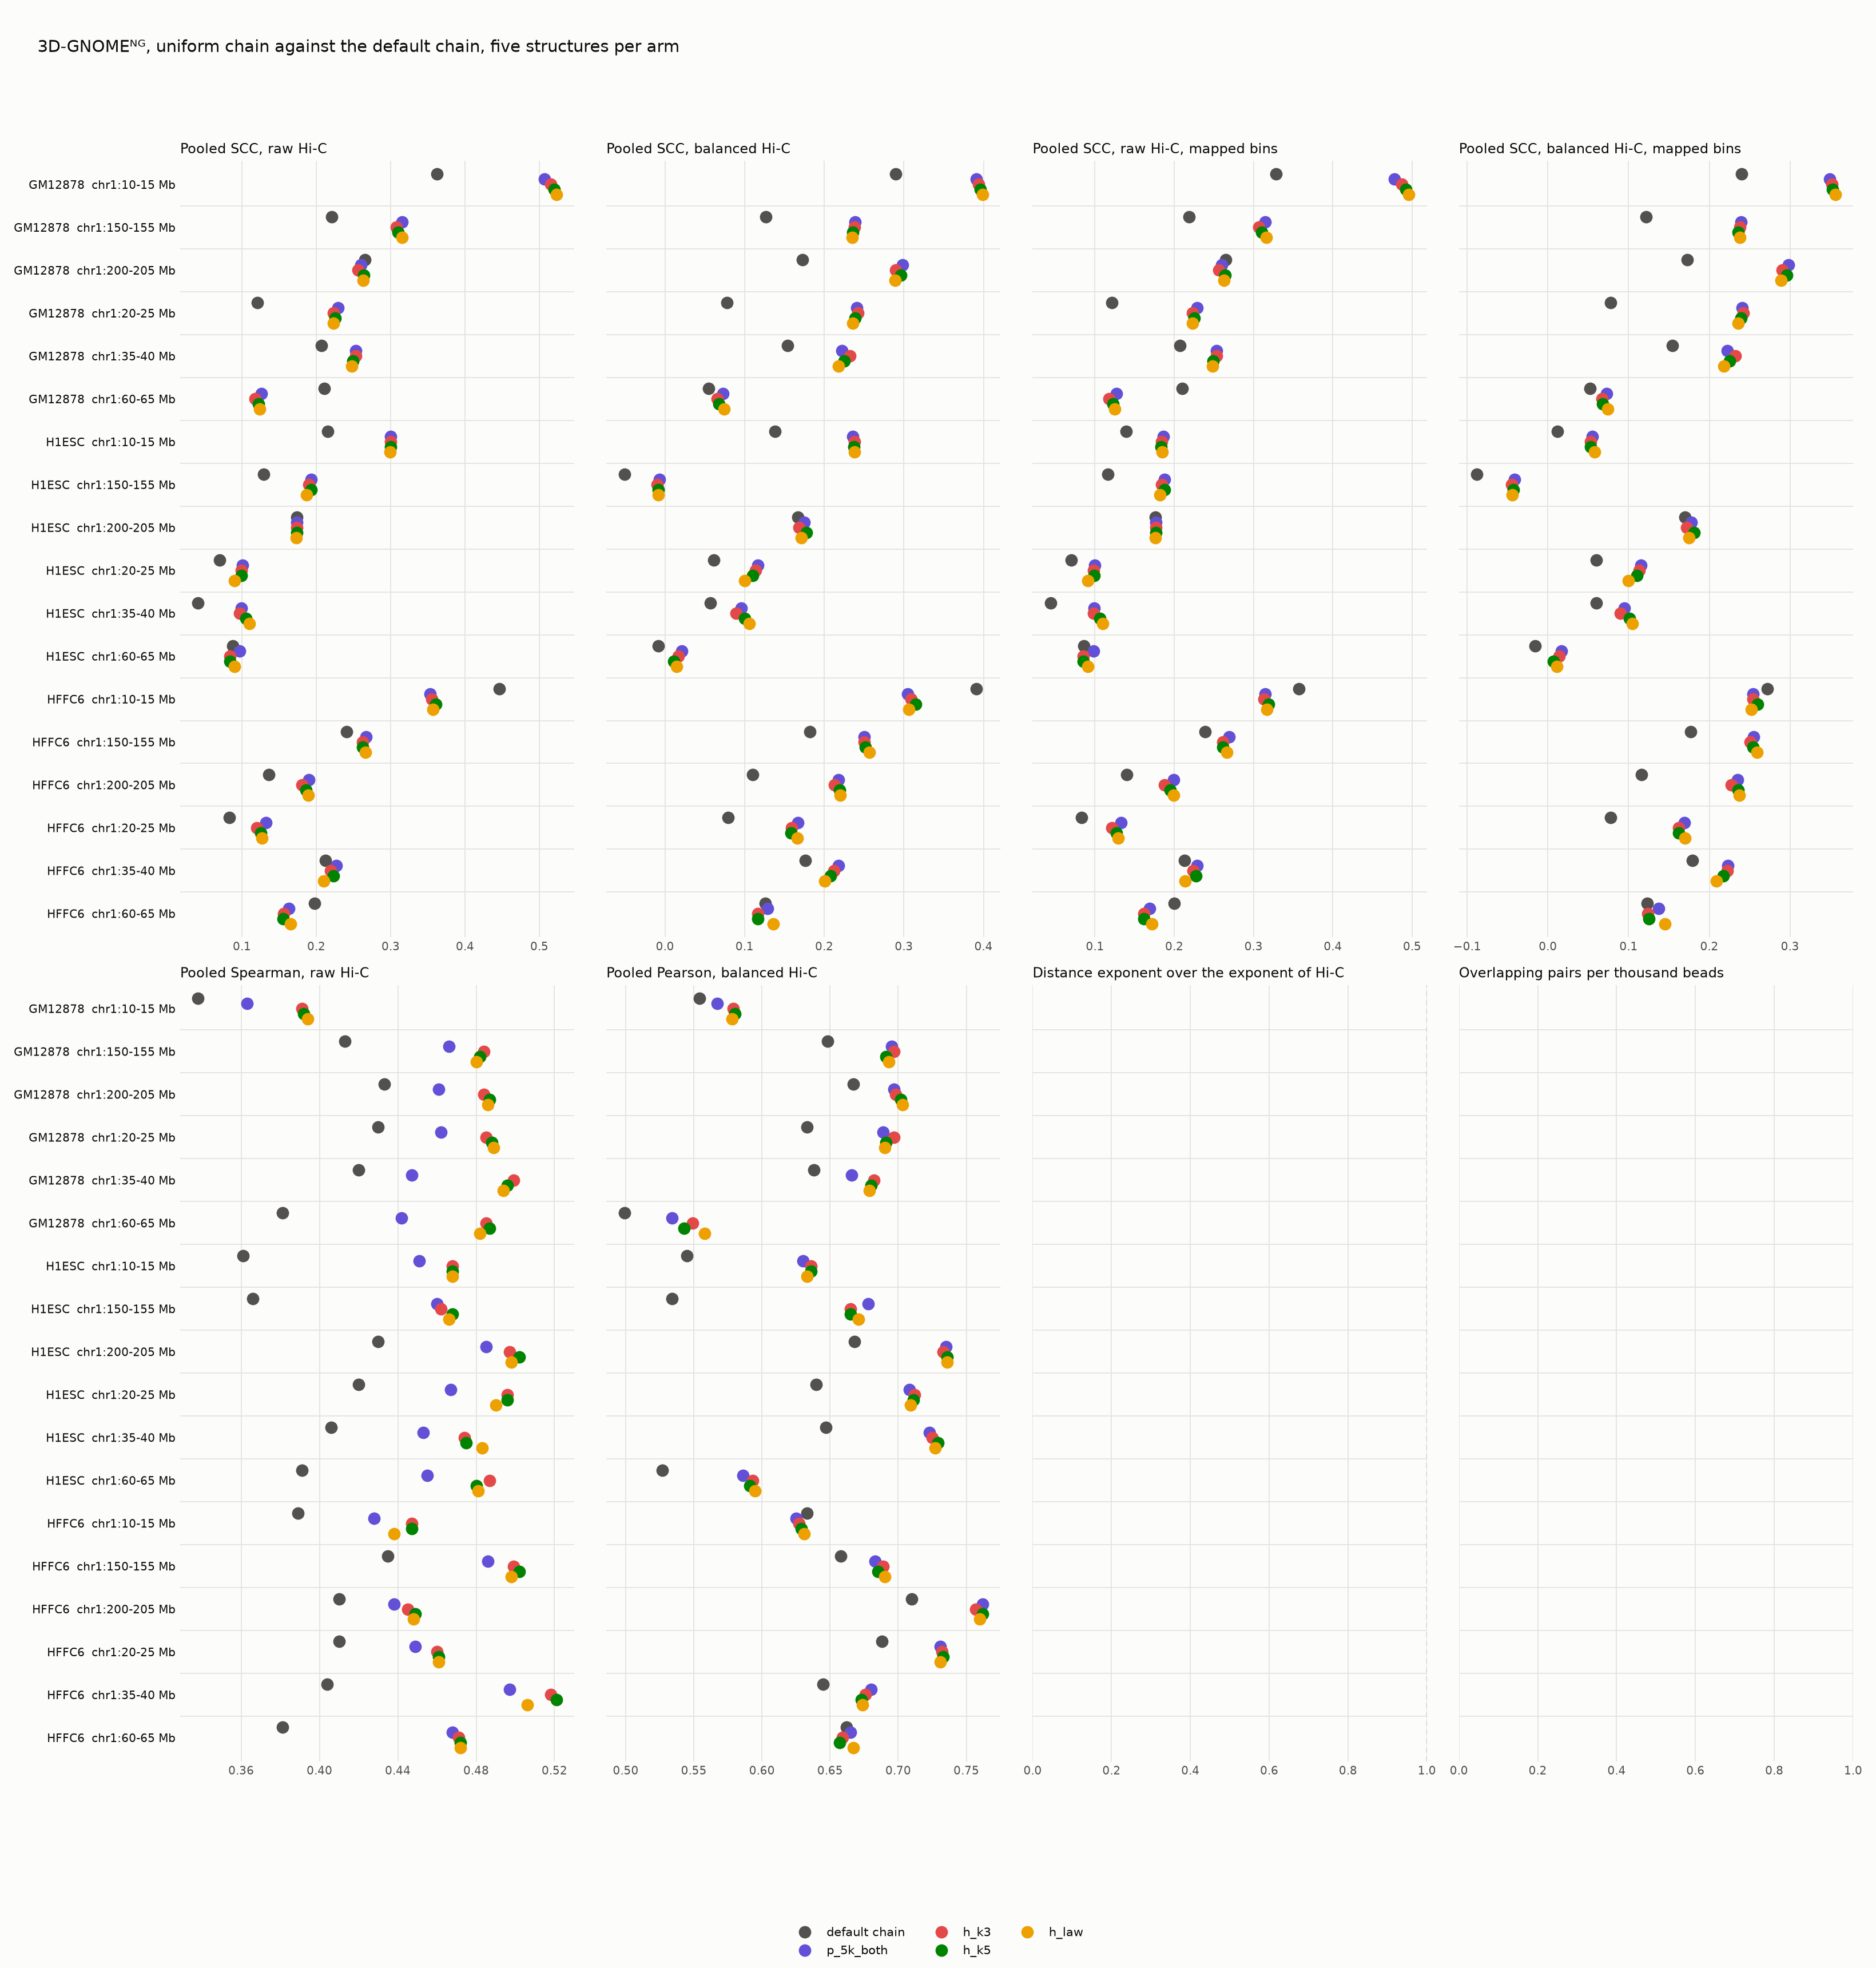 3D-GNOMEᴺᴳ, uniform chain against the default chain, five structures per arm
Pooled SCC, raw Hi-C
Pooled SCC, balanced Hi-C
Pooled SCC, raw Hi-C, mapped bins
Pooled SCC, balanced Hi-C, mapped bins
GM12878 chr1:10-15 Mb
GM12878 chr1:150-155 Mb
GM12878 chr1:200-205 Mb
GM12878 chr1:20-25 Mb
GM12878 chr1:35-40 Mb
GM12878 chr1:60-65 Mb
H1ESC chr1:10-15 Mb
H1ESC chr1:150-155 Mb
H1ESC chr1:200-205 Mb
H1ESC chr1:20-25 Mb
H1ESC chr1:35-40 Mb
H1ESC chr1:60-65 Mb
HFFC6 chr1:10-15 Mb
HFFC6 chr1:150-155 Mb
HFFC6 chr1:200-205 Mb
HFFC6 chr1:20-25 Mb
HFFC6 chr1:35-40 Mb
HFFC6 chr1:60-65 Mb
0.1 0.2 0.3 0.4 0.5
0.0 0.1 0.2 0.3 0.4
0.1 0.2 0.3 0.4 0.5
−0.1 0.0 0.1 0.2 0.3
Pooled Spearman, raw Hi-C
Pooled Pearson, balanced Hi-C
Distance exponent over the exponent of Hi-C
Overlapping pairs per thousand beads
GM12878 chr1:10-15 Mb
GM12878 chr1:150-155 Mb
GM12878 chr1:200-205 Mb
GM12878 chr1:20-25 Mb
GM12878 chr1:35-40 Mb
GM12878 chr1:60-65 Mb
H1ESC chr1:10-15 Mb
H1ESC chr1:150-155 Mb
H1ESC chr1:200-205 Mb
H1ESC chr1:20-25 Mb
H1ESC chr1:35-40 Mb
H1ESC chr1:60-65 Mb
HFFC6 chr1:10-15 Mb
HFFC6 chr1:150-155 Mb
HFFC6 chr1:200-205 Mb
HFFC6 chr1:20-25 Mb
HFFC6 chr1:35-40 Mb
HFFC6 chr1:60-65 Mb
0.36 0.40 0.44 0.48 0.52
0.50 0.55 0.60 0.65 0.70 0.75
0.0 0.2 0.4 0.6 0.8 1.0
0.0 0.2 0.4 0.6 0.8 1.0
default chain
h_k3
h_law
p_5k_both
h_k5